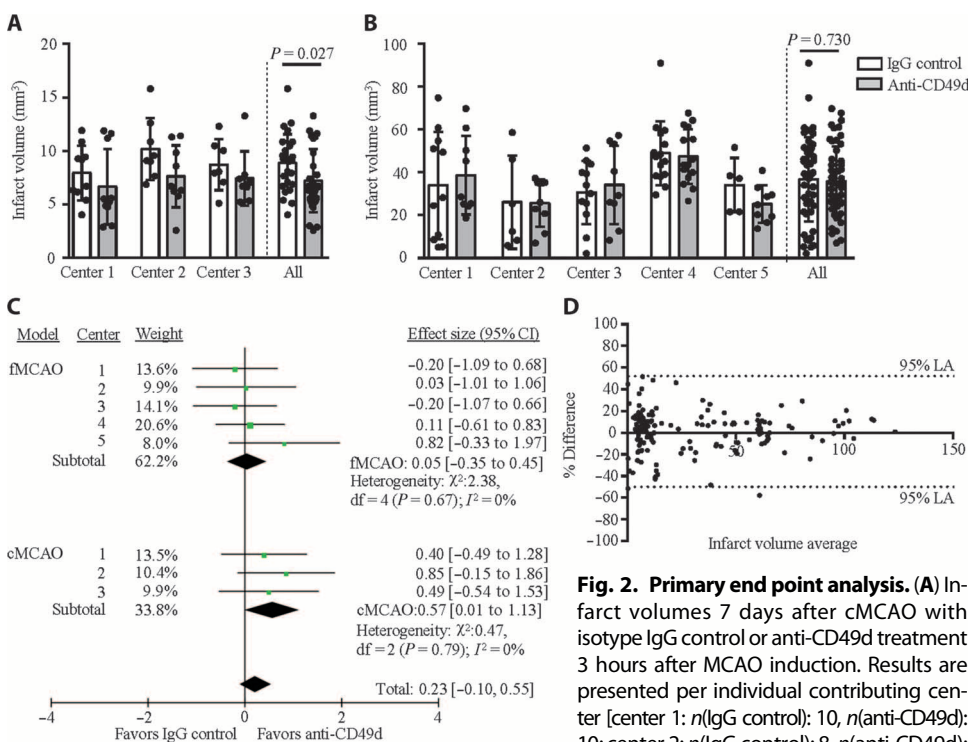 A
Infarct volume (mm³)
20
15
10
5
0
P = 0.027
Center 1 Center 2 Center 3 All
B
Infarct volume (mm³)
100
80
60
40
20
0
P = 0.730
IgG control
Anti-CD49d
Center 1 Center 2 Center 3 Center 4 Center 5 All
C
Model Center Weight Effect size (95% CI)
fMCAO 1 13.6% −0.20 [−1.09 to 0.68]
2 9.9% 0.03 [−1.01 to 1.06]
3 14.1% −0.20 [−1.07 to 0.66]
4 20.6% 0.11 [−0.61 to 0.83]
5 8.0% 0.82 [−0.33 to 1.97]
Subtotal 62.2% fMCAO: 0.05 [−0.35 to 0.45]
Heterogeneity: χ²:2.38,
df = 4 (P = 0.67); I² = 0%
cMCAO 1 13.5% 0.40 [−0.49 to 1.28]
2 10.4% 0.85 [−0.15 to 1.86]
3 9.9% 0.49 [−0.54 to 1.53]
Subtotal 33.8% cMCAO:0.57 [0.01 to 1.13]
Heterogeneity: χ²:0.47,
df = 2 (P = 0.79); I² = 0%
Total: 0.23 [−0.10, 0.55]
−4 −2 0 2 4
Favors IgG control Favors anti-CD49d
D
% Difference
100
80
60
40
20
0
−20
−40
−60
−80
−100
95% LA
50 100 150
95% LA
Infarct volume average
Fig. 2. Primary end point analysis. (A) In-
farct volumes 7 days after cMCAO with
isotype IgG control or anti-CD49d treatment
3 hours after MCAO induction. Results are
presented per individual contributing cen-
ter [center 1: n(IgG control): 10, n(anti-CD49d):
10; center 2: n(IgG control): 8, n(anti-CD49d):